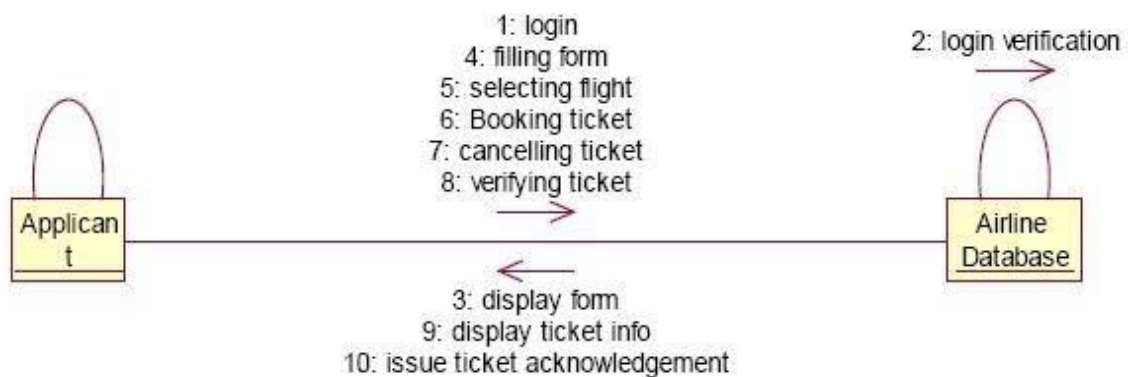 1: login
4: filling form
5: selecting flight
6: Booking ticket
7: cancelling ticket
8: verifying ticket
2: login verification
Applican
t
Airline
Database
3: display form
9: display ticket info
10: issue ticket acknowledgement